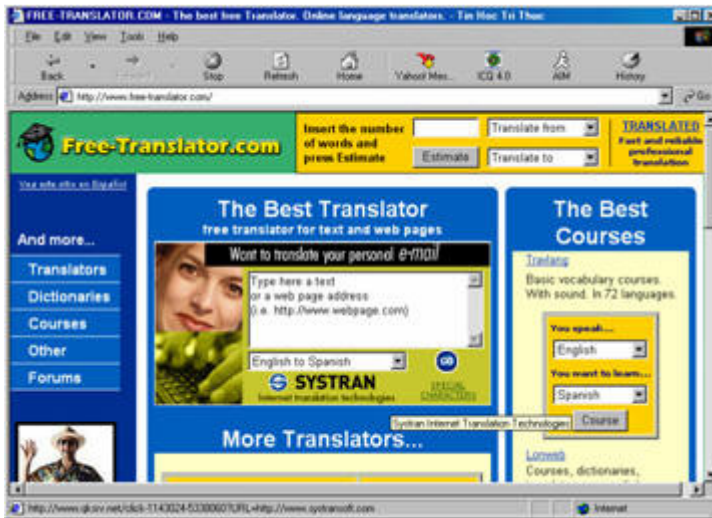 FREE-TRANSLATOR.COM - The best free Translator. Online language translators. - Tin Hoc Tri Thuc
File Edit View Tools Help
Back Stop Refresh Home Yahoo! Mes... ICQ 4.0 AIM History
Address http://www.free-translator.com/ Go
Free-Translator.com
Insert the number
of words and
press Estimate
Estimate
Translate from
Translate to
TRANSLATED
Fast and reliable
professional
translation
And more...
Translators
Dictionaries
Courses
Other
Forums
The Best Translator
free translator for text and web pages
Want to translate your personal e-mail
Type here a text
or a web page address
(i.e. http://www.webpage.com)
English to Spanish
GO
SYSTRAN
Internet translation technologies
SPECIAL
CHARACTERS
Systran Internet Translation Technologies
More Translators...
The Best
Courses
Travlang
Basic vocabulary courses.
With sound. In 72 languages.
You speak...
English
You want to learn...
Spanish
Course
Lonweb
Courses, dictionaries,
Internet